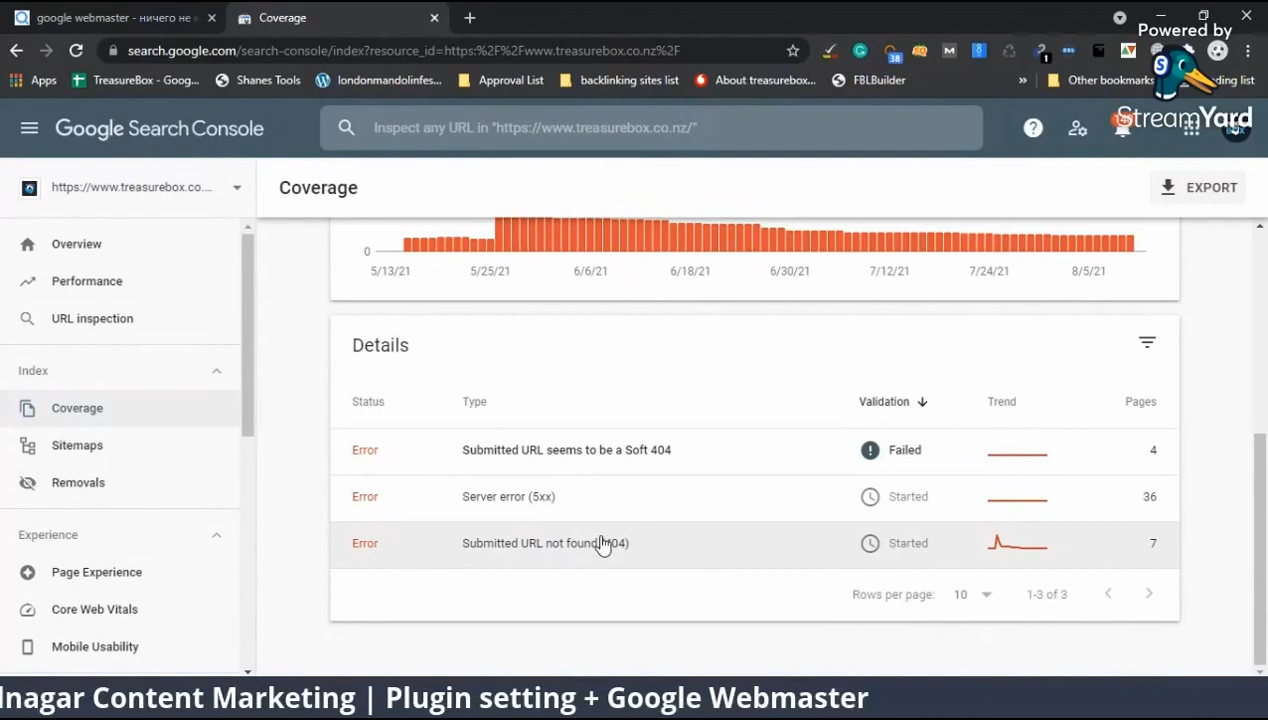 google webmaster - ничего не н
Coverage
search.google.com/search-console/index?resource_id=https:%2F%2Fwww.treasurebox.co.nz%2F
Powered by
38
1
Apps
TreasureBox - Goog...
Shanes Tools
londonmandolinfes...
Approval List
backlinking sites list
About treasurebox...
FBLBuilder
»
Other bookmarks
StreamYard
Google Search Console
Inspect any URL in "https://www.treasurebox.co.nz/"
https://www.treasurebox.co....
Coverage
EXPORT
Overview
Performance
URL inspection
Index
Coverage
Sitemaps
Removals
Experience
Page Experience
Core Web Vitals
Mobile Usability
0
5/13/21 5/25/21 6/6/21 6/18/21 6/30/21 7/12/21 7/24/21 8/5/21
Details
Status Type Validation Trend Pages
Error Submitted URL seems to be a Soft 404 Failed 4
Error Server error (5xx) Started 36
Error Submitted URL not found 404) Started 7
Rows per page: 10 1-3 of 3
lnagar Content Marketing | Plugin setting + Google Webmaster